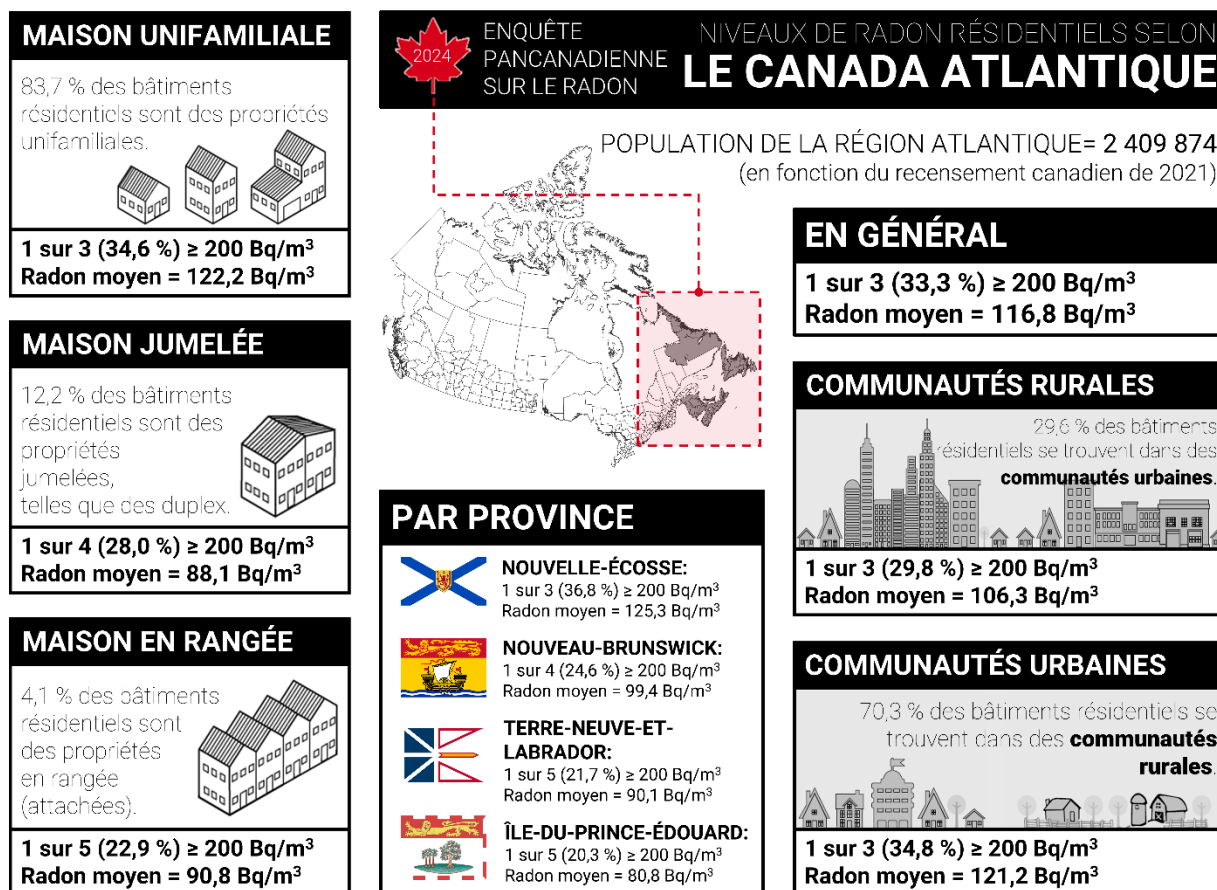 MAISON UNIFAMILIALE
83,7 % des bâtiments
résidentiels sont des propriétés
unifamiliales.
1 sur 3 (34,6 %) ≥ 200 Bq/m³
Radon moyen = 122,2 Bq/m³
MAISON JUMELÉE
12,2 % des bâtiments
résidentiels sont des
propriétés
jumelées,
telles que des duplex.
1 sur 4 (28,0 %) ≥ 200 Bq/m³
Radon moyen = 88,1 Bq/m³
MAISON EN RANGÉE
4,1 % des bâtiments
résidentiels sont
des propriétés
en rangée
(attachées).
1 sur 5 (22,9 %) ≥ 200 Bq/m³
Radon moyen = 90,8 Bq/m³
2024
ENQUÊTE
PANCANADIENNE
SUR LE RADON
NIVEAUX DE RADON RÉSIDENTIELS SELON
LE CANADA ATLANTIQUE
POPULATION DE LA RÉGION ATLANTIQUE= 2 409 874
(en fonction du recensement canadien de 2021)
PAR PROVINCE
NOUVELLE-ÉCOSSE:
1 sur 3 (36,8 %) ≥ 200 Bq/m³
Radon moyen = 125,3 Bq/m³
NOUVEAU-BRUNSWICK:
1 sur 4 (24,6 %) ≥ 200 Bq/m³
Radon moyen = 99,4 Bq/m³
TERRE-NEUVE-ET-
LABRADOR:
1 sur 5 (21,7 %) ≥ 200 Bq/m³
Radon moyen = 90,1 Bq/m³
ÎLE-DU-PRINCE-ÉDOUARD:
1 sur 5 (20,3 %) ≥ 200 Bq/m³
Radon moyen = 80,8 Bq/m³
EN GÉNÉRAL
1 sur 3 (33,3 %) ≥ 200 Bq/m³
Radon moyen = 116,8 Bq/m³
COMMUNAUTÉS RURALES
29,6 % des bâtiments
résidentiels se trouvent dans des
communautés urbaines.
1 sur 3 (29,8 %) ≥ 200 Bq/m³
Radon moyen = 106,3 Bq/m³
COMMUNAUTÉS URBAINES
70,3 % des bâtiments résidentiels se
trouvent dans des communautés
rurales.
1 sur 3 (34,8 %) ≥ 200 Bq/m³
Radon moyen = 121,2 Bq/m³